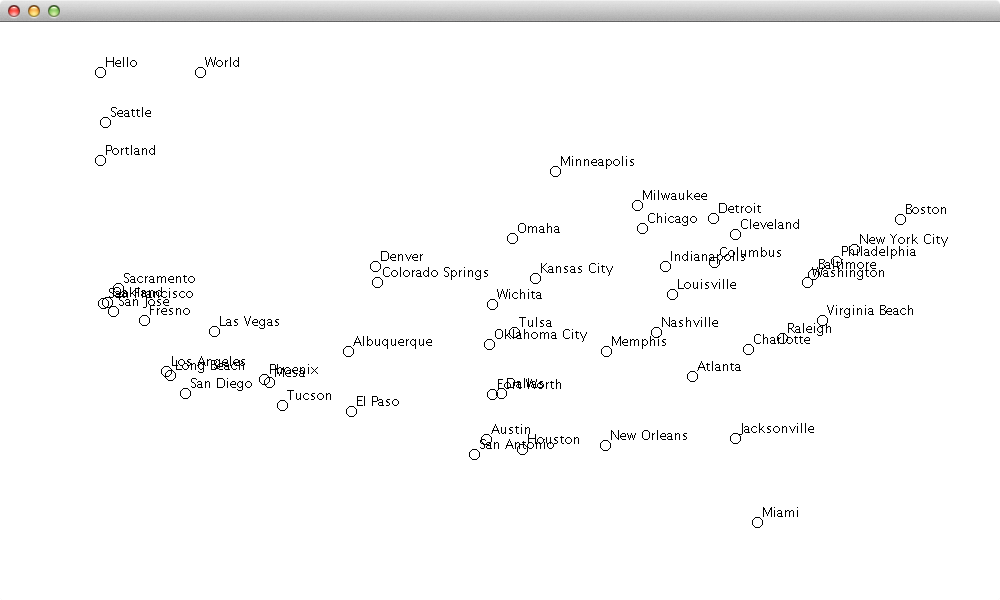 Hello
World
Seattle
Portland
Minneapolis
Milwaukee
Detroit
Boston
Chicago
Cleveland
Omaha
New York City
Philadelphia
Columbus
Indianapolis
Denver
Baltimore
Kansas City
Colorado Springs
Washington
Sacramento
Louisville
Oakland
San Francisco
Wichita
San Jose
Fresno
Virginia Beach
Las Vegas
Tulsa
Nashville
Raleigh
Oklahoma City
Charlotte
Albuquerque
Memphis
Los Angeles
Long Beach
Atlanta
Phoenix
Mesa
San Diego
Dallas
Fort Worth
Tucson
El Paso
Austin
Jacksonville
New Orleans
Houston
San Antonio
Miami